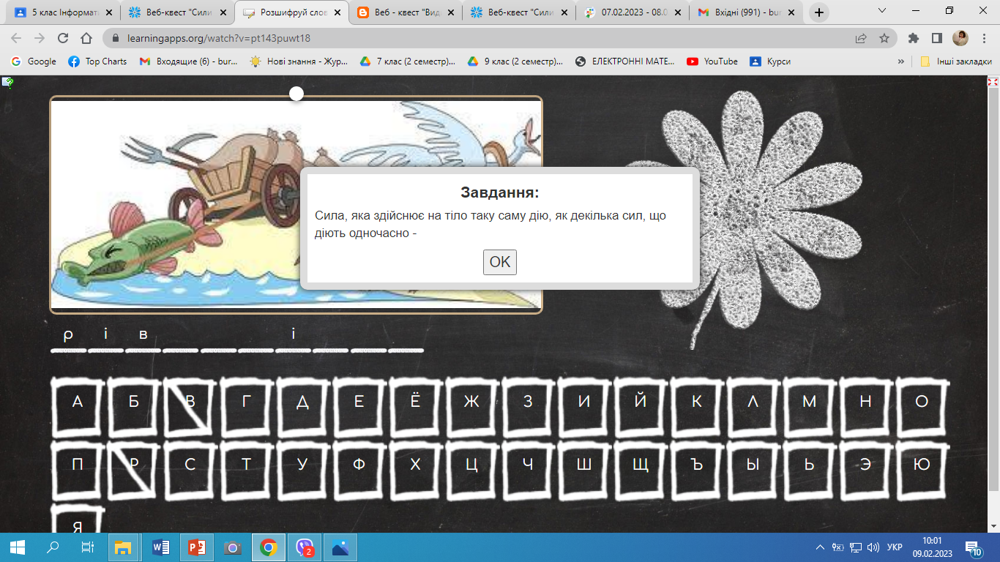 5 клас Інформат
Веб-квест "Сили
Розшифруй слов
Веб - квест "Вид
Веб-квест "Сили
07.02.2023 - 08.0
Вхідні (991) - bur
learningapps.org/watch?v=pt143puwt18
Google
Top Charts
Входящие (6) - bur...
Нові знання - Жур...
7 клас (2 семестр)...
9 клас (2 семестр)...
ЕЛЕКТРОННІ МАТЕ...
YouTube
Курси
»
Інші закладки
Завдання:
Сила, яка здійснює на тіло таку саму дію, як декілька сил, що
діють одночасно -
OK
р і в _ _ _ і _ _ _
А Б В Г Д Е Ё Ж З И Й К Л М Н О
П Р С Т У Ф Х Ц Ч Ш Щ Ъ Ы Ь Э Ю
Я
2
УКР
10:01
09.02.2023
10